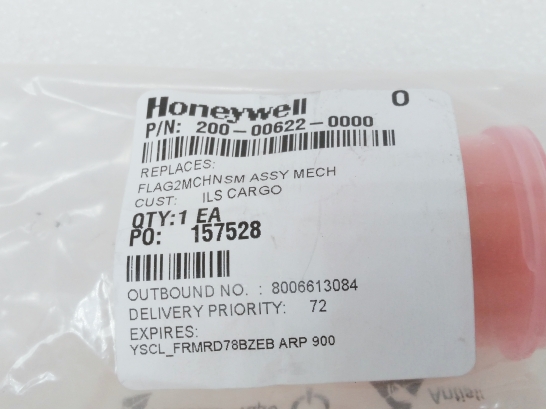 Honeywell O
P/N: 200-00622-0000
REPLACES:
FLAG2MCHNSM ASSY MECH
CUST: ILS CARGO
QTY:1 EA
PO: 157528
OUTBOUND NO. : 8006613084
DELIVERY PRIORITY: 72
EXPIRES:
YSCL_FRMRD78BZEB ARP 900